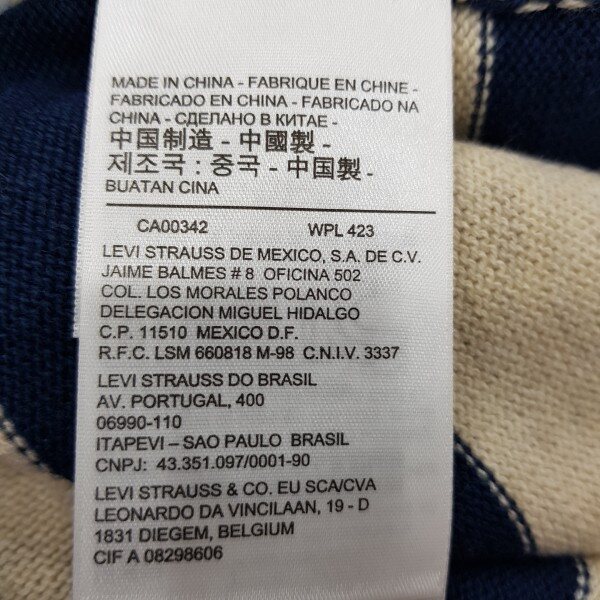 MADE IN CHINA - FABRIQUE EN CHINE -
FABRICADO EN CHINA - FABRICADO NA
CHINA - СДЕЛАНО В КИТАЕ -
中国制造 - 中國製 -
제조국 : 중국 - 中国製 -
BUATAN CINA
CA00342 WPL 423
LEVI STRAUSS DE MEXICO, S.A. DE C.V.
JAIME BALMES # 8 OFICINA 502
COL. LOS MORALES POLANCO
DELEGACION MIGUEL HIDALGO
C.P. 11510 MEXICO D.F.
R.F.C. LSM 660818 M-98 C.N.I.V. 3337
LEVI STRAUSS DO BRASIL
AV. PORTUGAL, 400
06990-110
ITAPEVI – SAO PAULO BRASIL
CNPJ: 43.351.097/0001-90
LEVI STRAUSS & CO. EU SCA/CVA
LEONARDO DA VINCILAAN, 19 - D
1831 DIEGEM, BELGIUM
CIF A 08298606